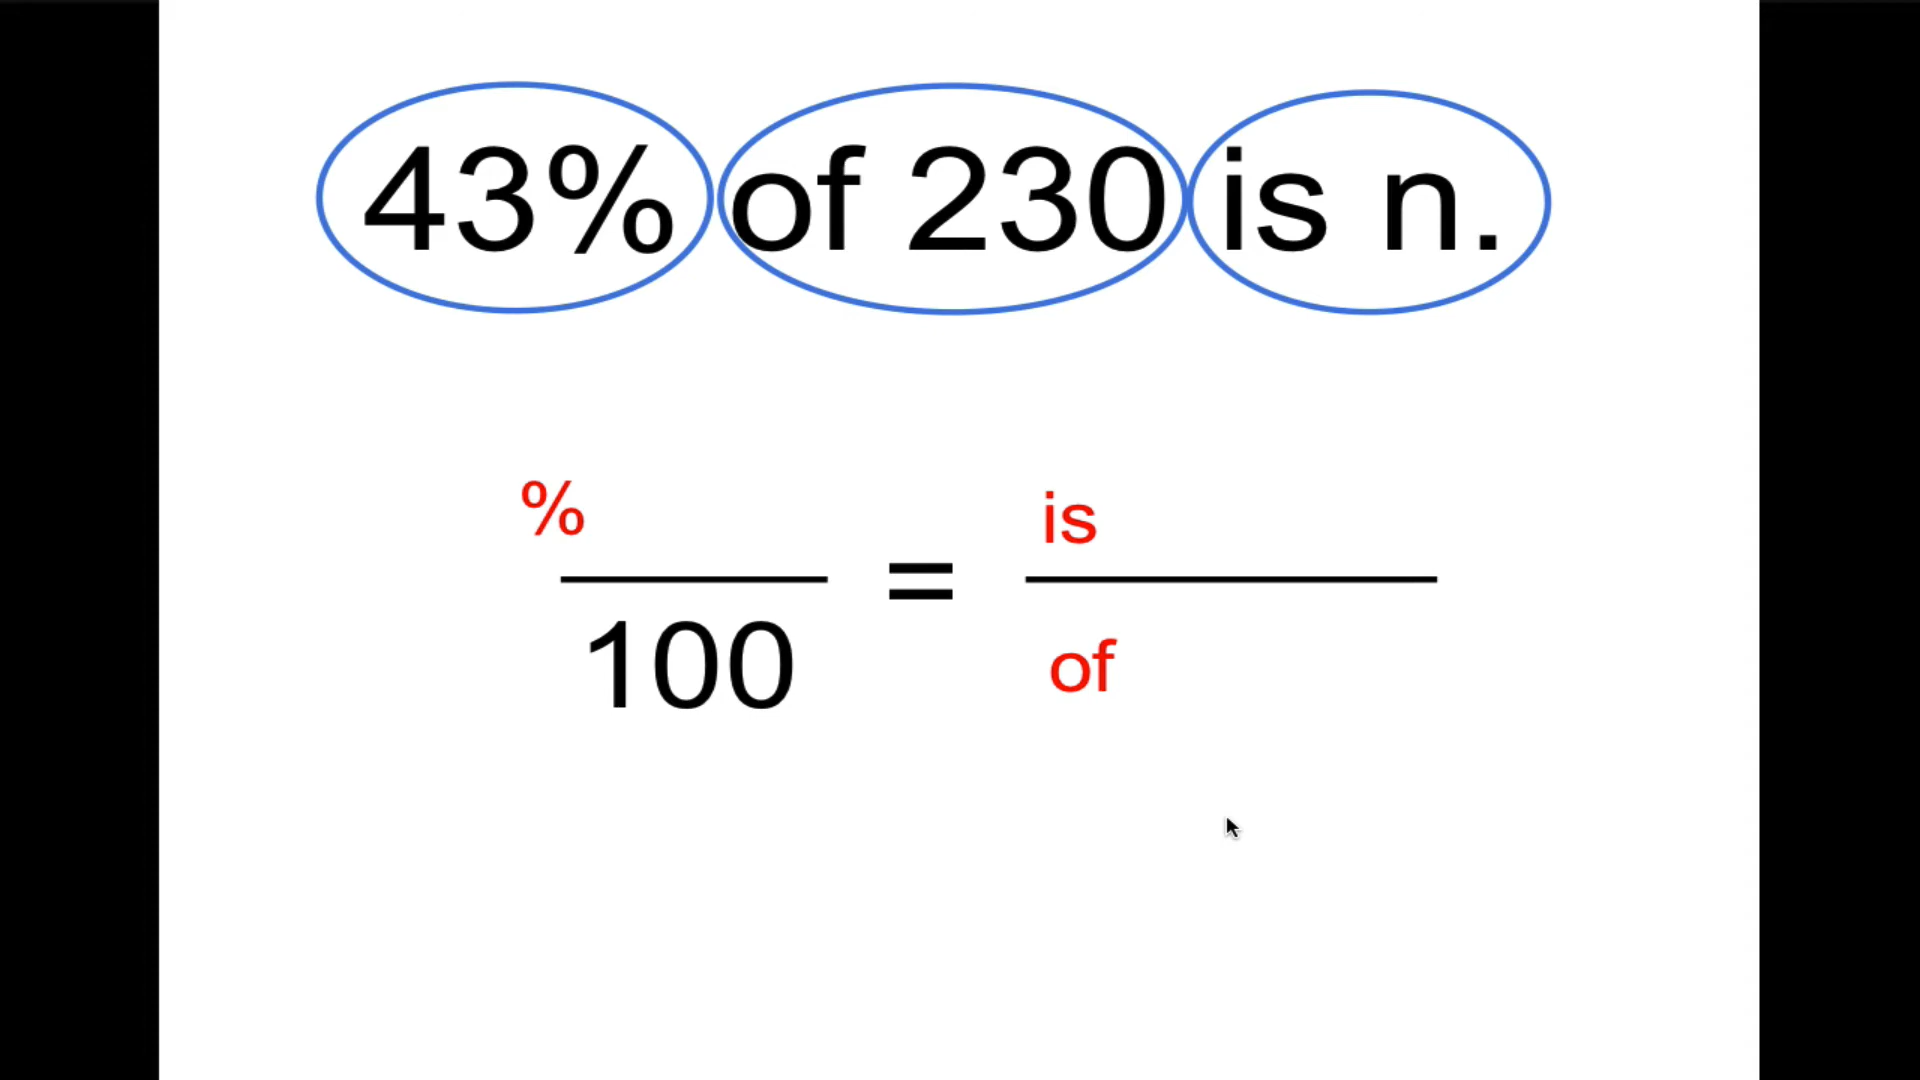 43% of 230 is n.
% is
=
100 of